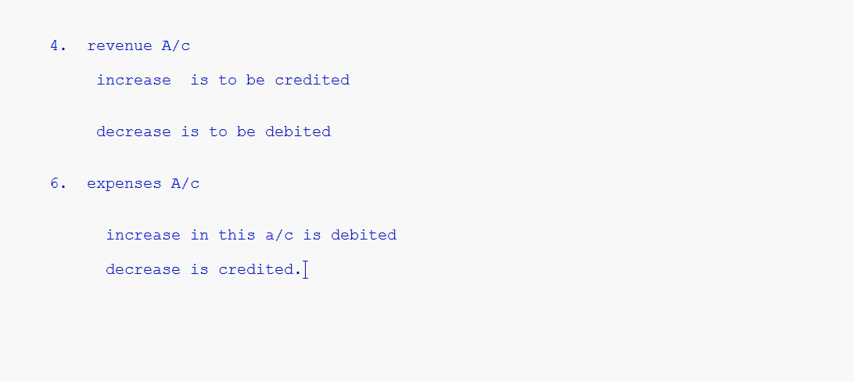 4.  revenue A/c
increase  is to be credited
decrease is to be debited
6.  expenses A/c
increase in this a/c is debited
decrease is credited.